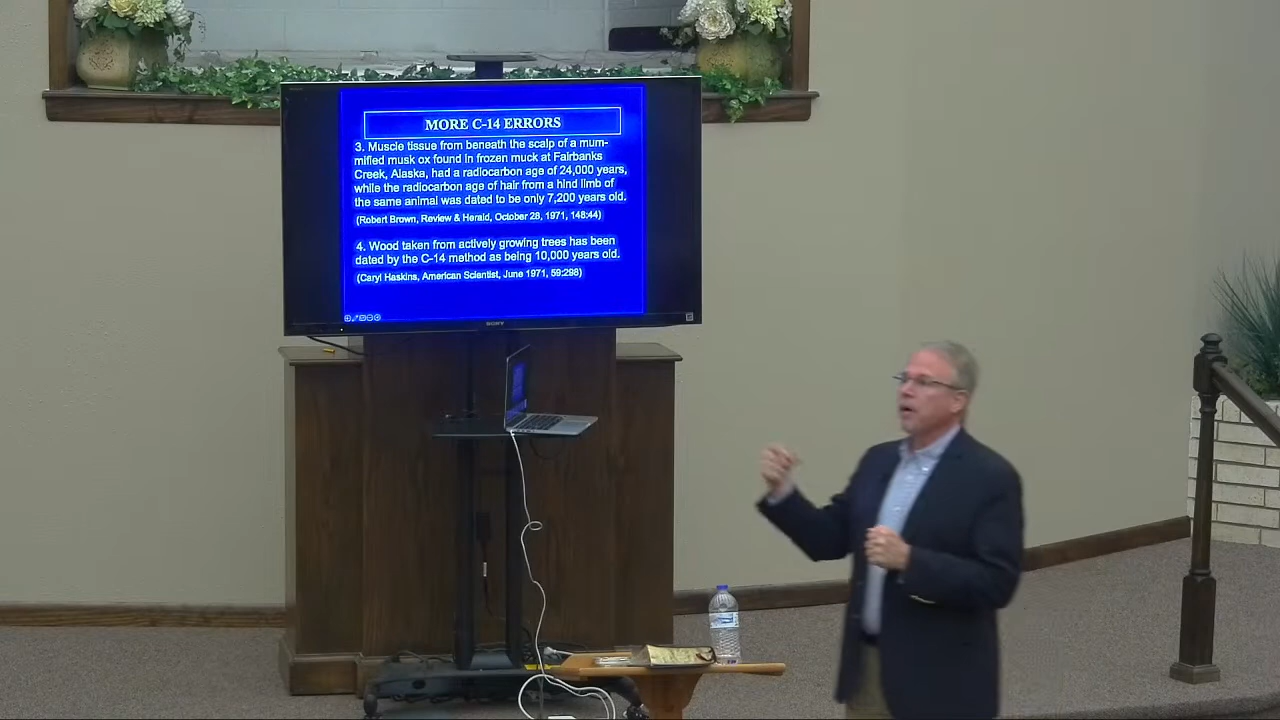 MORE C-14 ERRORS
3. Muscle tissue from beneath the scalp of a mum-
mified musk ox found in frozen muck at Fairbanks
Creek, Alaska, had a radiocarbon age of 24,000 years,
while the radiocarbon age of hair from a hind limb of
the same animal was dated to be only 7,200 years old.
(Robert Brown, Review & Herald, October 28, 1971, 148:44)
4. Wood taken from actively growing trees has been
dated by the C-14 method as being 10,000 years old.
(Caryl Haskins, American Scientist, June 1971, 59:298)
SONY